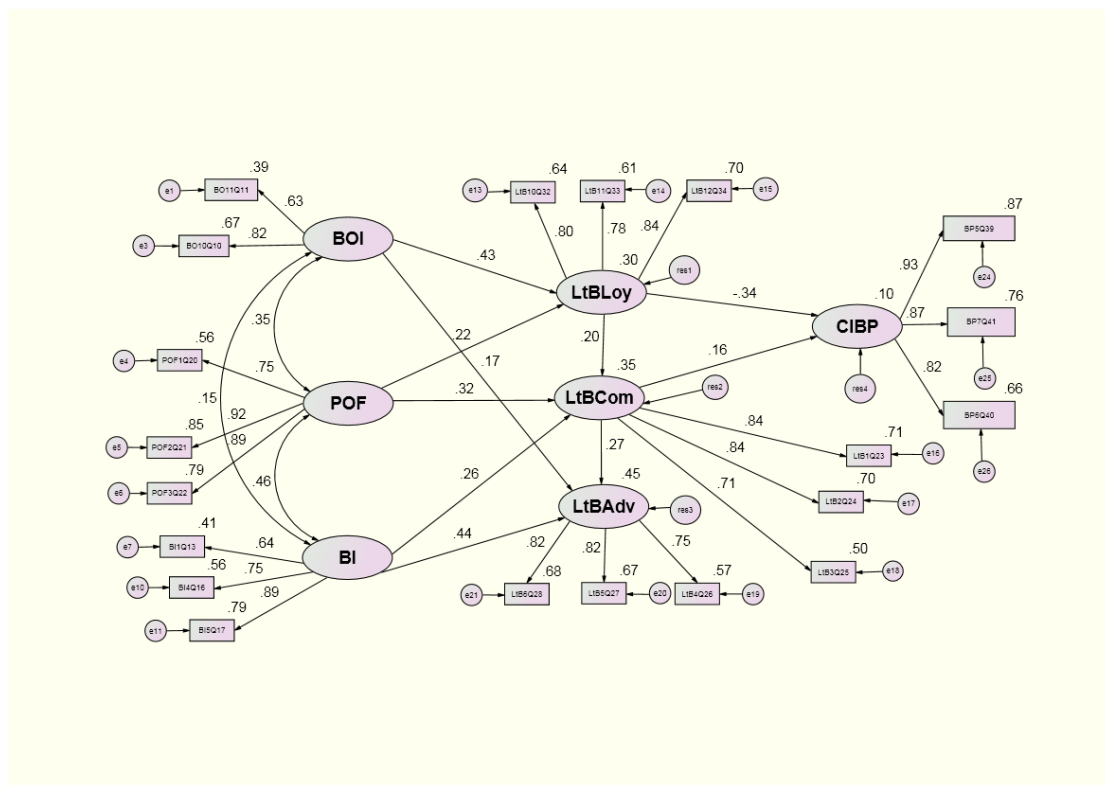 .39
.64
.61
.70
e1
BO11Q11
e13
LtB10Q32
LtB11Q33
e14
LtB12Q34
e15
.63
.87
.67
.82
.80
.78
.84
BP5Q39
e3
BO10Q10
BOI
.43
.30
res1
.93
e24
LtBLoy
-.34
.10
.87
.76
.35
.22
.20
CIBP
BP7Q41
.56
.17
.16
.82
e4
POF1Q20
.75
.35
res2
res4
e25
.66
.15
.92
POF
.32
LtBCom
BP6Q40
.85
.89
.84
.71
e5
POF2Q21
.27
.84
LtB1Q23
e16
e26
.79
.46
.26
.45
.71
.70
e6
POF3Q22
LtBAdv
res3
LtB2Q24
e17
.41
.44
e7
BI1Q13
.64
BI
.82
.82
.75
.50
.56
.75
.68
.67
.57
LtB3Q25
e18
e10
BI4Q16
.89
e21
LtB6Q28
LtB5Q27
e20
LtB4Q26
e19
.79
e11
BI5Q17